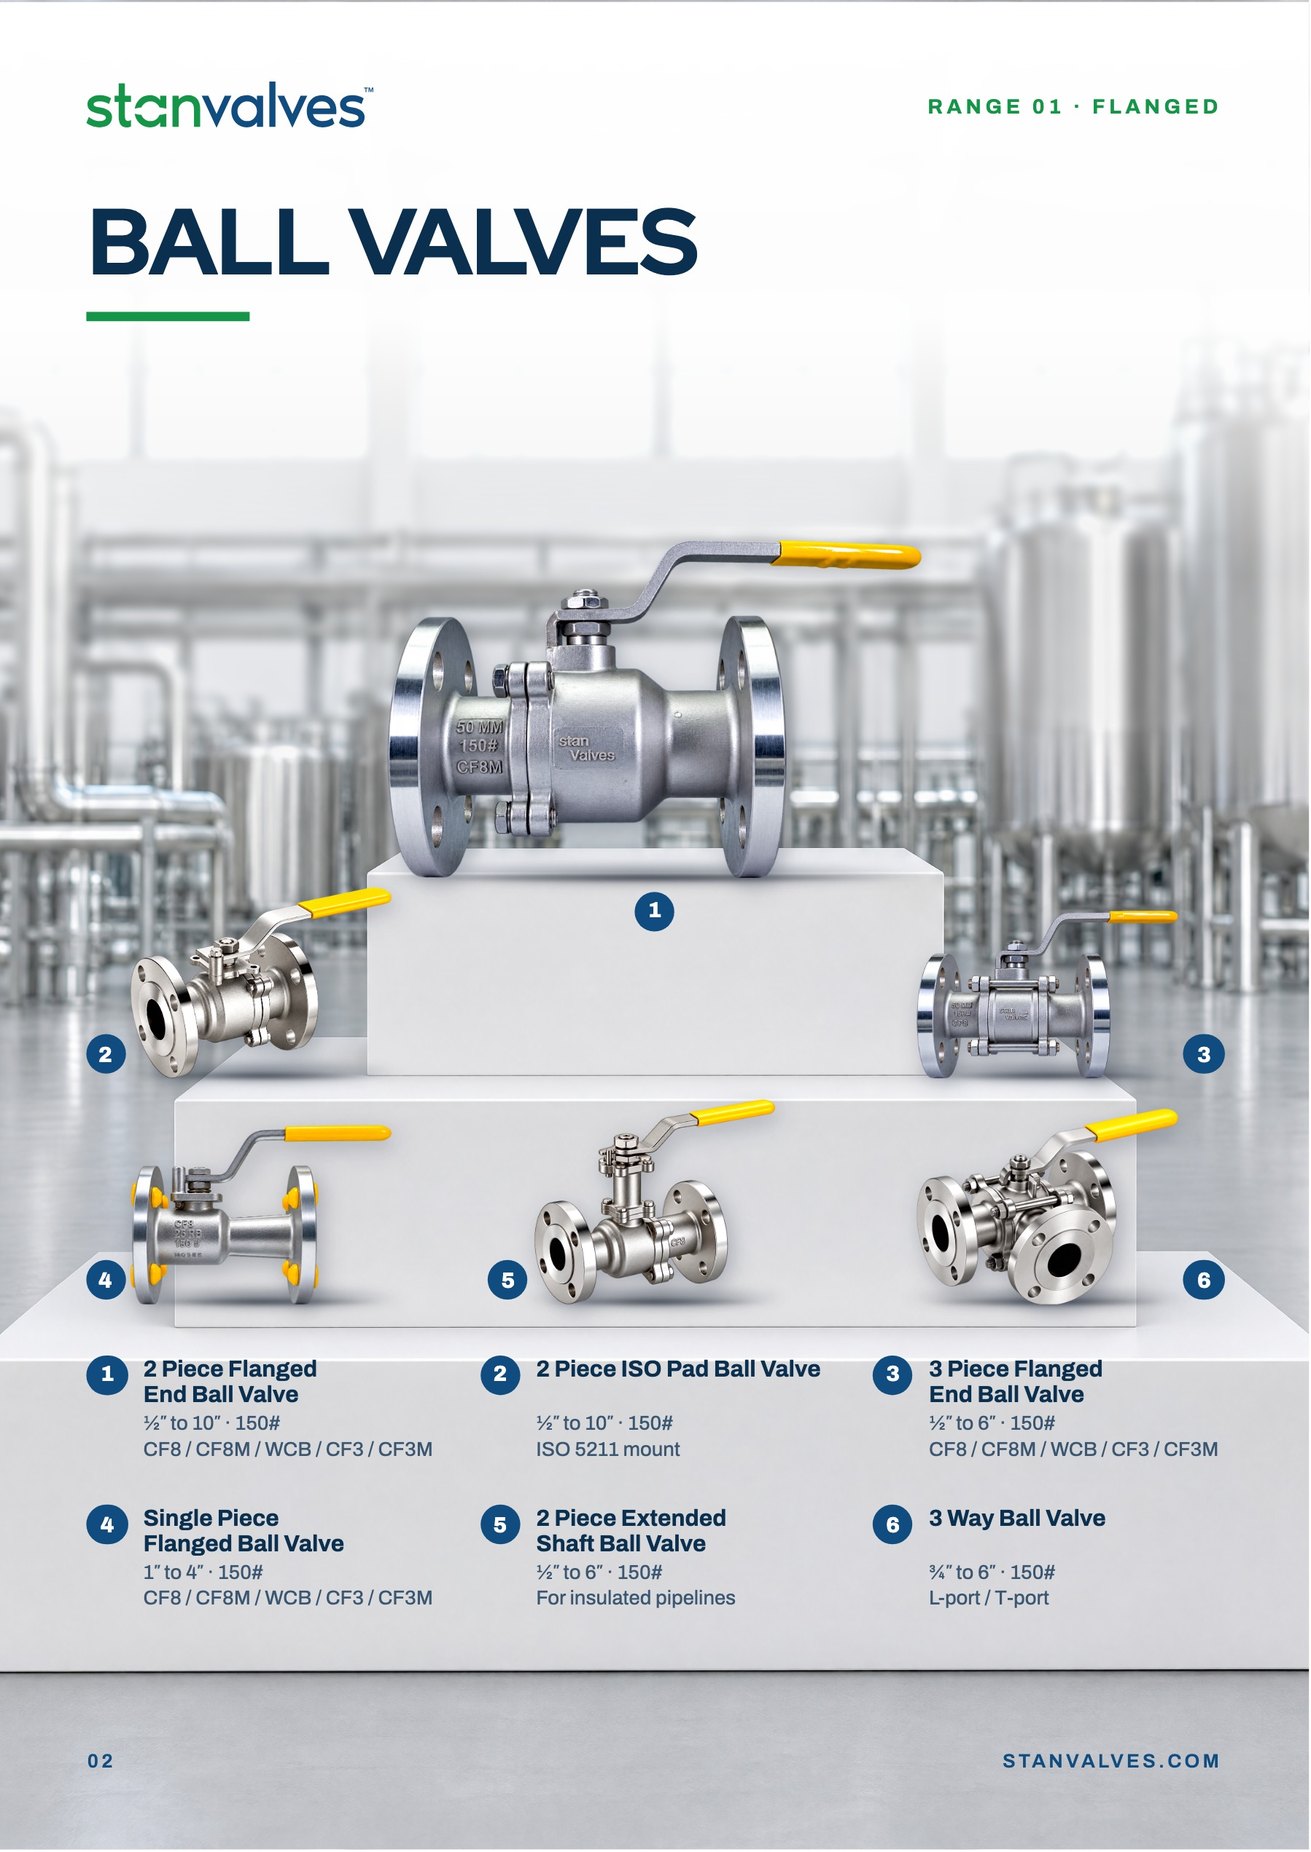 stanvalves™
RANGE 01 · FLANGED
BALL VALVES
50 MM
150#
CF8M
stan
Valves
1
2
3
CF8
4
5
6
1 2 Piece Flanged
End Ball Valve
½″ to 10″ · 150#
CF8 / CF8M / WCB / CF3 / CF3M
2 2 Piece ISO Pad Ball Valve
½″ to 10″ · 150#
ISO 5211 mount
3 3 Piece Flanged
End Ball Valve
½″ to 6″ · 150#
CF8 / CF8M / WCB / CF3 / CF3M
4 Single Piece
Flanged Ball Valve
1″ to 4″ · 150#
CF8 / CF8M / WCB / CF3 / CF3M
5 2 Piece Extended
Shaft Ball Valve
½″ to 6″ · 150#
For insulated pipelines
6 3 Way Ball Valve
¾″ to 6″ · 150#
L-port / T-port
02
STANVALVES.COM